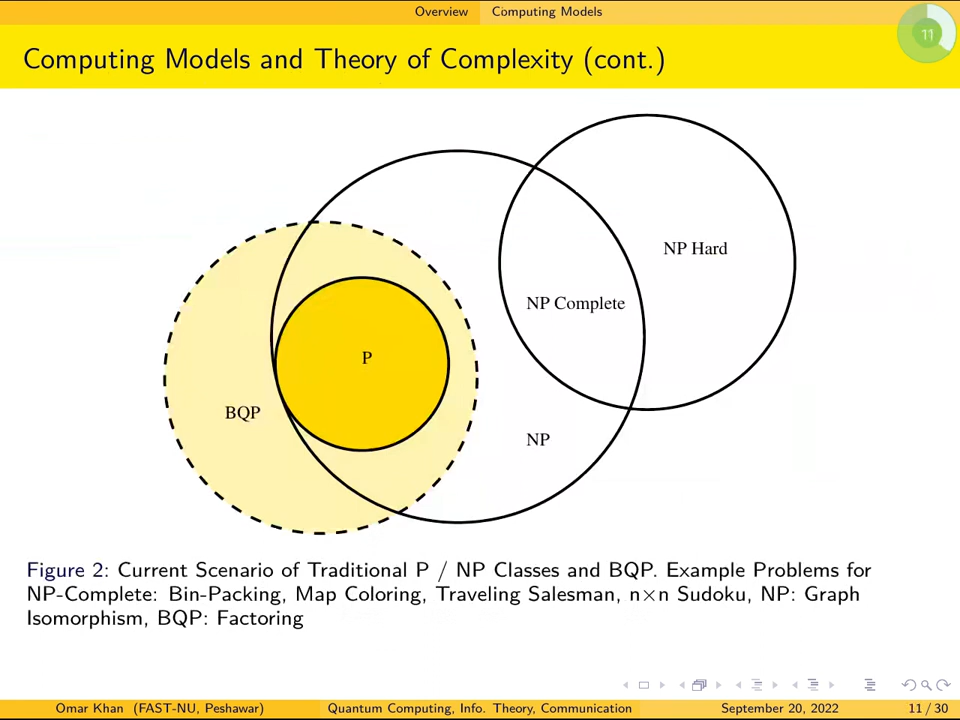 Overview Computing Models
11
Computing Models and Theory of Complexity (cont.)
NP Hard
NP Complete
P
BQP
NP
Figure 2: Current Scenario of Traditional P / NP Classes and BQP. Example Problems for
NP-Complete: Bin-Packing, Map Coloring, Traveling Salesman, n×n Sudoku, NP: Graph
Isomorphism, BQP: Factoring
Omar Khan (FAST-NU, Peshawar) Quantum Computing, Info. Theory, Communication September 20, 2022 11 / 30